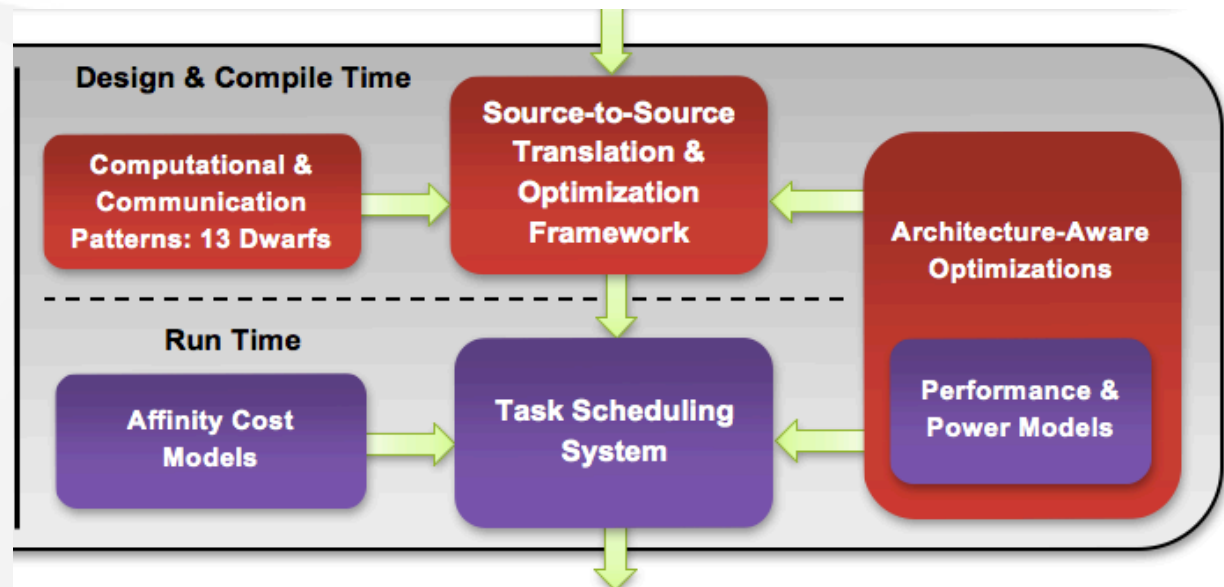 Design & Compile Time
Source-to-Source
Translation &
Optimization
Framework
Computational &
Communication
Patterns: 13 Dwarfs
Architecture-Aware
Optimizations
Run Time
Affinity Cost
Models
Task Scheduling
System
Performance &
Power Models